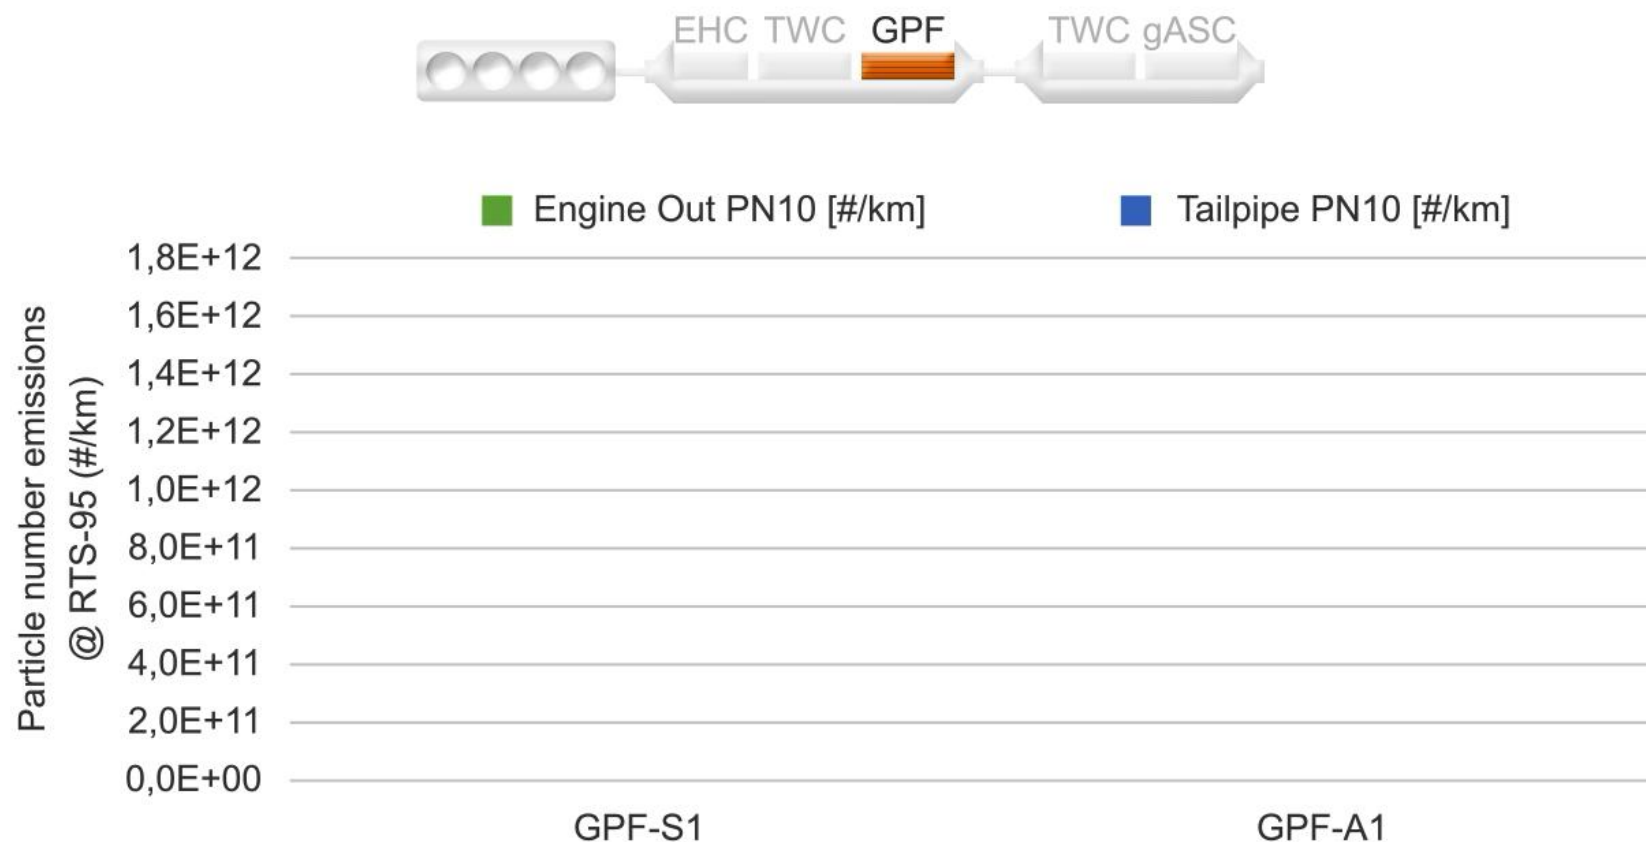 EHC TWC GPF TWC gASC
Engine Out PN10 [#/km] Tailpipe PN10 [#/km]
Particle number emissions
@ RTS-95 (#/km)
1,8E+12
1,6E+12
1,4E+12
1,2E+12
1,0E+12
8,0E+11
6,0E+11
4,0E+11
2,0E+11
0,0E+00
GPF-S1 GPF-A1